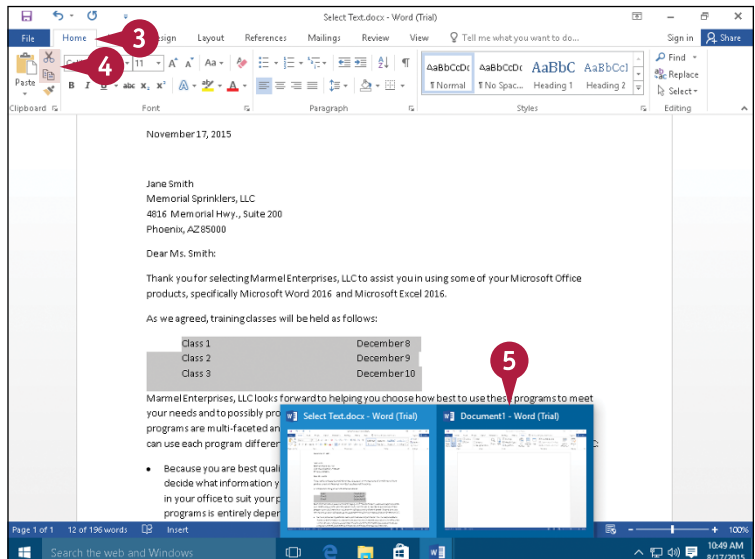 Select Text.docx - Word (Trial)
File Home sign Layout References Mailings Review View Tell me what you want to do... Sign in Share
3
4
Paste
11 Aa
B I U abc X₂ X² A A
AaBbCcDc AaBbCcDc AaBbC AaBbCcl
¶ Normal ¶ No Spac... Heading 1 Heading 2
Find
Replace
Select
Clipboard Font Paragraph Styles Editing
November 17, 2015
Jane Smith
Memorial Sprinklers, LLC
4816 Memorial Hwy., Suite 200
Phoenix, AZ 85000
Dear Ms. Smith:
Thank you for selecting Marmel Enterprises, LLC to assist you in using some of your Microsoft Office
products, specifically Microsoft Word 2016 and Microsoft Excel 2016.
As we agreed, training classes will be held as follows:
Class 1 December 8
Class 2 December 9
Class 3 December 10
5
Marmel Enterprises, LLC looks forward to helping you choose how best to use these programs to meet
your needs and to possibly pro
programs are multi-faceted an
can use each program differen
Select Text.docx - Word (Trial) Document1 - Word (Trial)
• Because you are best quali
decide what information y
in your office to suit your p
programs is entirely deper
Page 1 of 1 12 of 196 words Insert 100%
Search the web and Windows
10:49 AM
8/17/2015